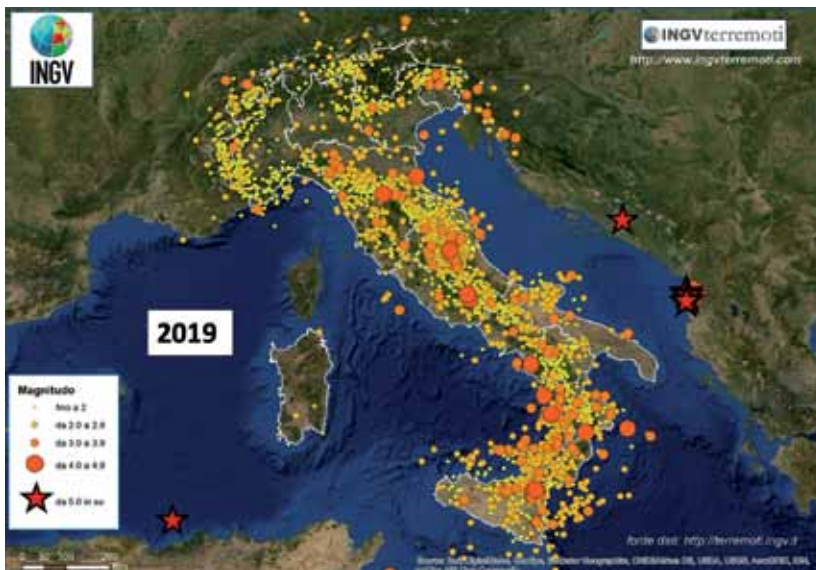 INGV
INGVterremoti
http://www.ingvterremoti.com
2019
Magnitudo
fino a 2
da 2.0 a 2.9
da 3.0 a 3.9
da 4.0 a 4.9
da 5.0 in su
fonte dati: http://terremoti.ingv.it